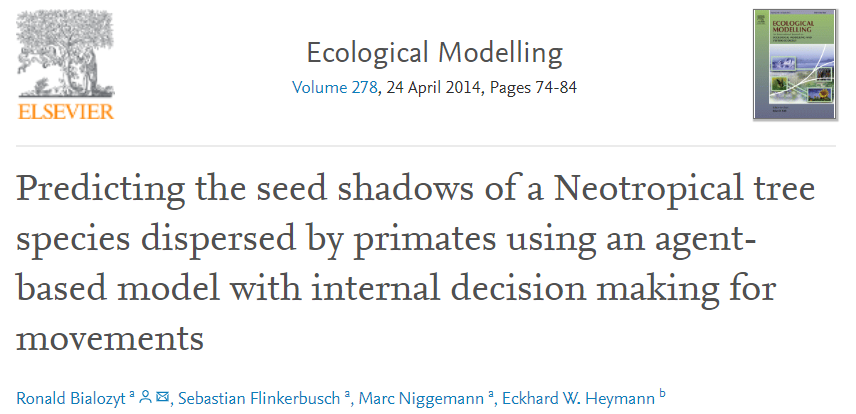 ELSEVIER
Ecological Modelling
Volume 278, 24 April 2014, Pages 74-84
ECOLOGICAL
MODELLING
Predicting the seed shadows of a Neotropical tree
species dispersed by primates using an agent-
based model with internal decision making for
movements
Ronald Bialozyt a, Sebastian Flinkerbusch a, Marc Niggemann a, Eckhard W. Heymann b